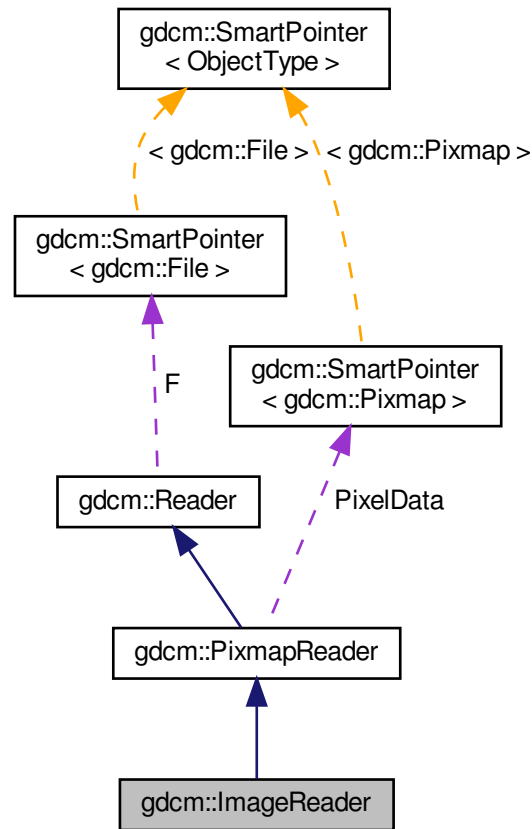 gdcm::SmartPointer
< ObjectType >
< gdcm::File >
< gdcm::Pixmap >
gdcm::SmartPointer
< gdcm::File >
gdcm::SmartPointer
< gdcm::Pixmap >
F
gdcm::Reader
PixelData
gdcm::PixmapReader
gdcm::ImageReader